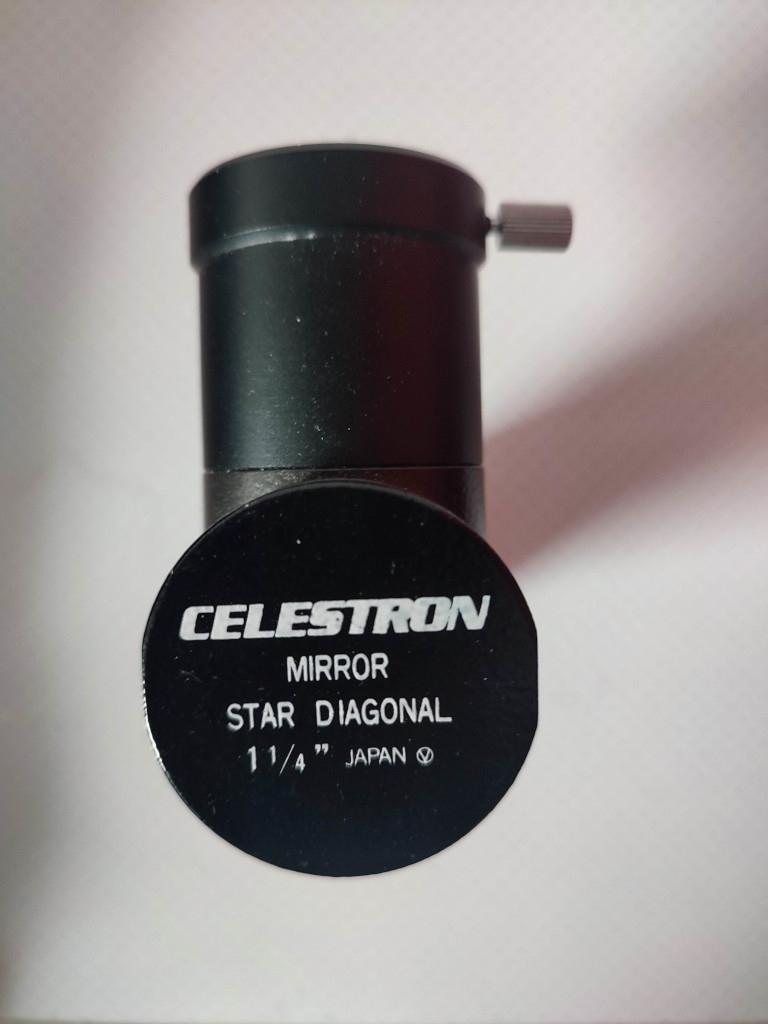 CELESTRON
MIRROR
STAR DIAGONAL
1 1/4" JAPAN Ⓥ